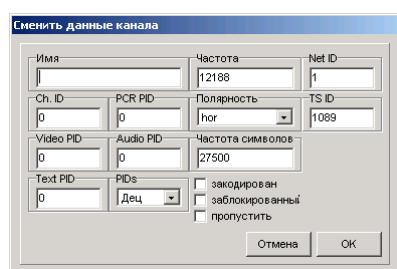 Сменить данные канала
Имя Частота Net ID
12188 1
Ch. ID PCR PID Полярность TS ID
0 0 hor 1089
Video PID Audio PID Частота символов
0 0 27500
Text PID PIDs закодирован
0 Дец заблокированный
пропустить
Отмена OK